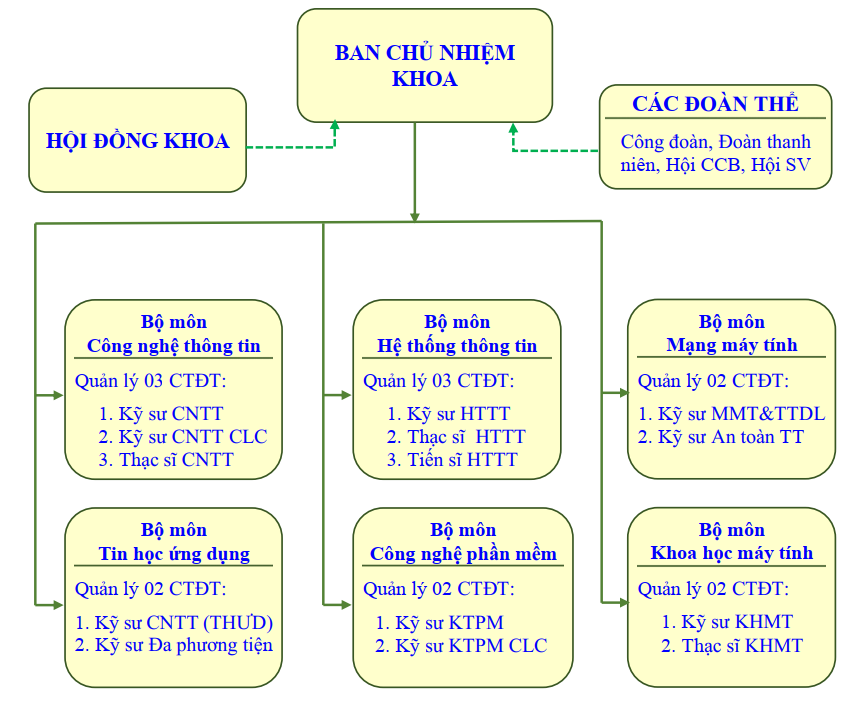 BAN CHỦ NHIỆM
KHOA
HỘI ĐỒNG KHOA
CÁC ĐOÀN THỂ
Công đoàn, Đoàn thanh
niên, Hội CCB, Hội SV
Bộ môn
Công nghệ thông tin
Quản lý 03 CTĐT:
1. Kỹ sư CNTT
2. Kỹ sư CNTT CLC
3. Thạc sĩ CNTT
Bộ môn
Hệ thống thông tin
Quản lý 03 CTĐT:
1. Kỹ sư HTTT
2. Thạc sĩ HTTT
3. Tiến sĩ HTTT
Bộ môn
Mạng máy tính
Quản lý 02 CTĐT:
1. Kỹ sư MMT&TTDL
2. Kỹ sư An toàn TT
Bộ môn
Tin học ứng dụng
Quản lý 02 CTĐT:
1. Kỹ sư CNTT (THƯD)
2. Kỹ sư Đa phương tiện
Bộ môn
Công nghệ phần mềm
Quản lý 02 CTĐT:
1. Kỹ sư KTPM
2. Kỹ sư KTPM CLC
Bộ môn
Khoa học máy tính
Quản lý 02 CTĐT:
1. Kỹ sư KHMT
2. Thạc sĩ KHMT